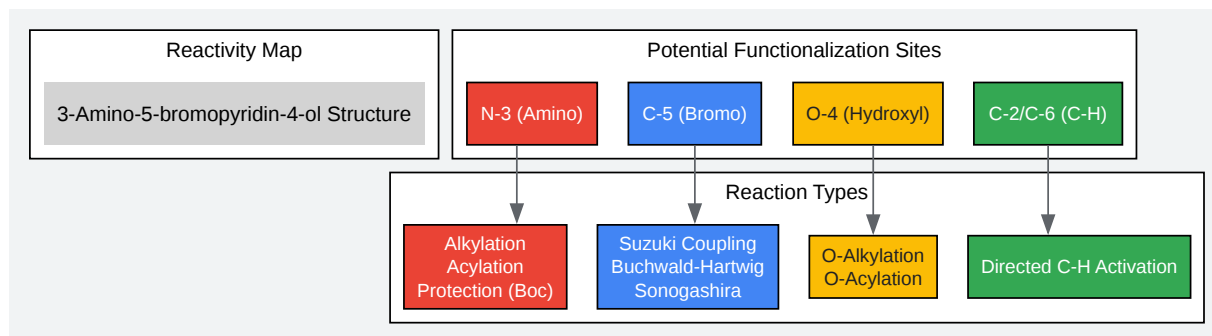 Reactivity Map
3-Amino-5-bromopyridin-4-ol Structure
Potential Functionalization Sites
N-3 (Amino)
C-5 (Bromo)
O-4 (Hydroxyl)
C-2/C-6 (C-H)
Reaction Types
Alkylation
Acylation
Protection (Boc)
Suzuki Coupling
Buchwald-Hartwig
Sonogashira
O-Alkylation
O-Acylation
Directed C-H Activation